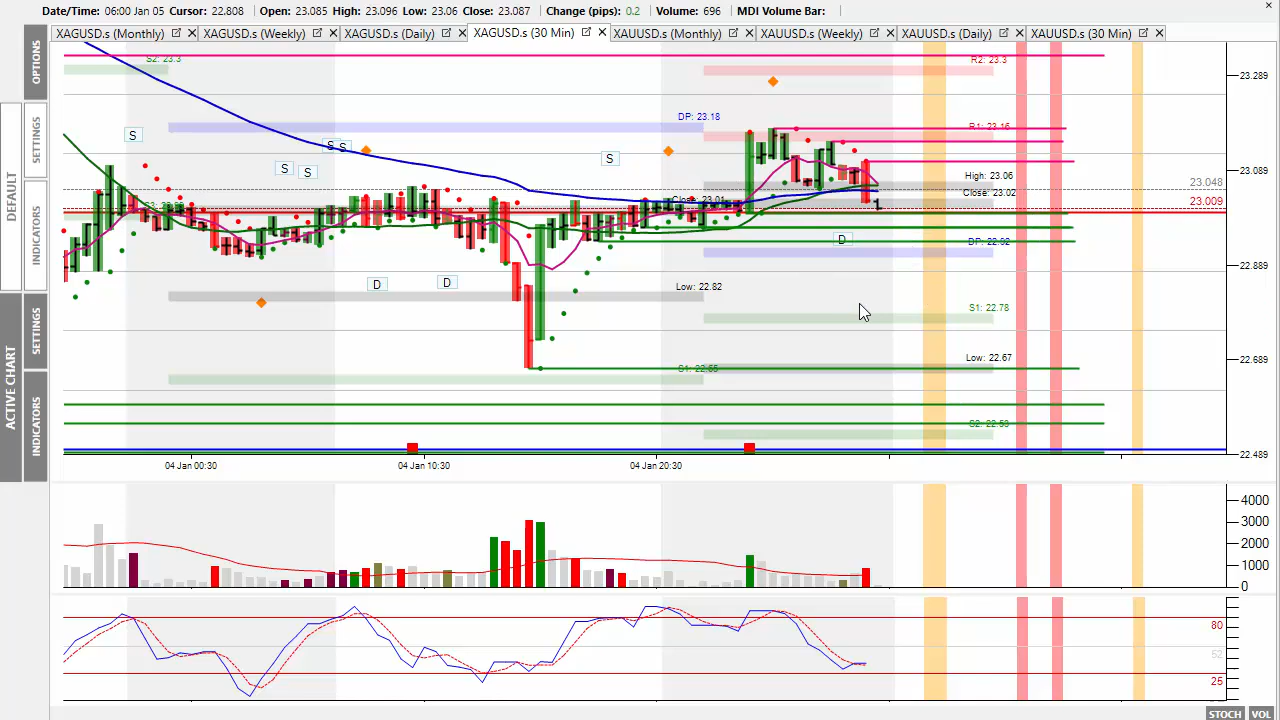 Date/Time: 06:00 Jan 05 Cursor: 22.808 Open: 23.085 High: 23.096 Low: 23.06 Close: 23.087 Change (pips): 0.2 Volume: 696 MDI Volume Bar:
XAGUSD.s (Monthly) XAGUSD.s (Weekly) XAGUSD.s (Daily) XAGUSD.s (30 Min) XAUUSD.s (Monthly) XAUUSD.s (Weekly) XAUUSD.s (Daily) XAUUSD.s (30 Min)
OPTIONS
DEFAULT
SETTINGS
INDICATORS
ACTIVE CHART
SETTINGS
INDICATORS
S2: 23.3
R2: 23.3
23.289
DP: 23.18
R1: 23.16
S
S S
S
S
S
High: 23.06
23.089
23.048
Close: 23.02
Close: 23.01
23.009
D
DP: 22.92
22.889
D
D
Low: 22.82
S1: 22.78
Low: 22.67
22.689
S1: 22.65
S2: 22.53
22.489
04 Jan 00:30
04 Jan 10:30
04 Jan 20:30
4000
3000
2000
1000
0
80
52
25
STOCH VOL